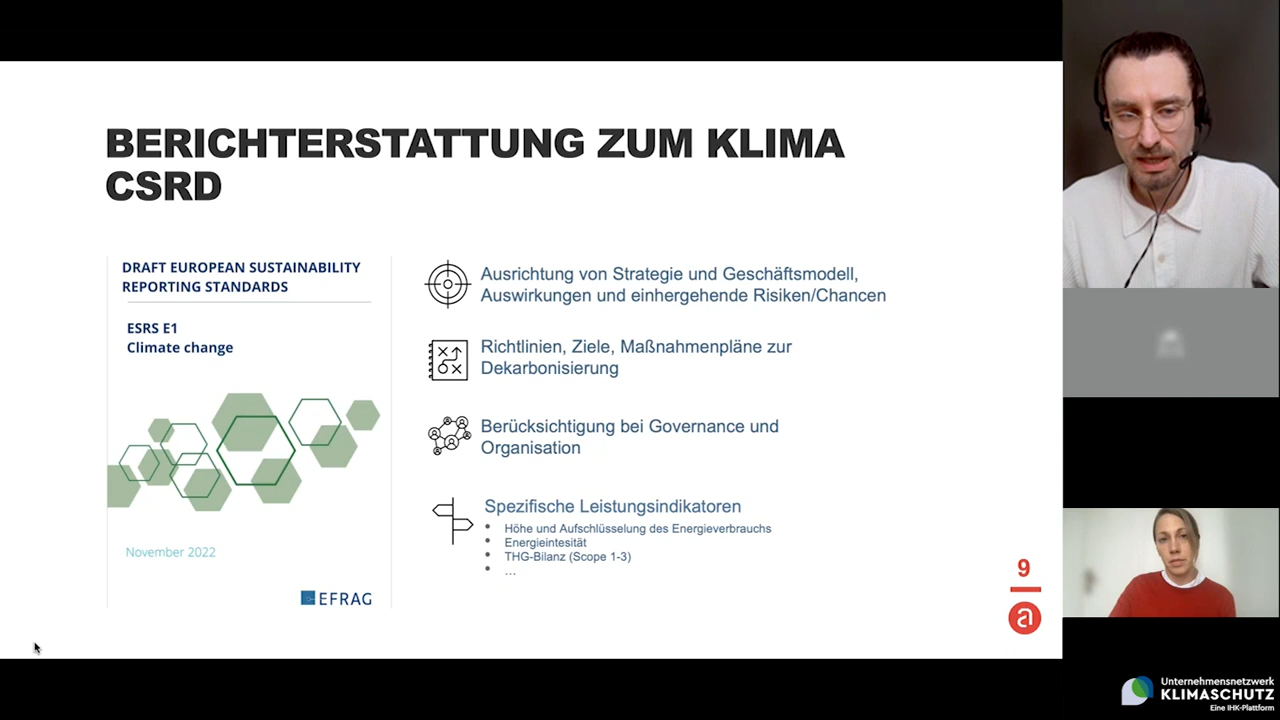 BERICHTERSTATTUNG ZUM KLIMA
CSRD
DRAFT EUROPEAN SUSTAINABILITY
REPORTING STANDARDS
ESRS E1
Climate change
November 2022
EFRAG
Ausrichtung von Strategie und Geschäftsmodell,
Auswirkungen und einhergehende Risiken/Chancen
Richtlinien, Ziele, Maßnahmenpläne zur
Dekarbonisierung
Berücksichtigung bei Governance und
Organisation
Spezifische Leistungsindikatoren
• Höhe und Aufschlüsselung des Energieverbrauchs
• Energieintesität
• THG-Bilanz (Scope 1-3)
• ...
9
a
Unternehmensnetzwerk
KLIMASCHUTZ
Eine IHK-Plattform